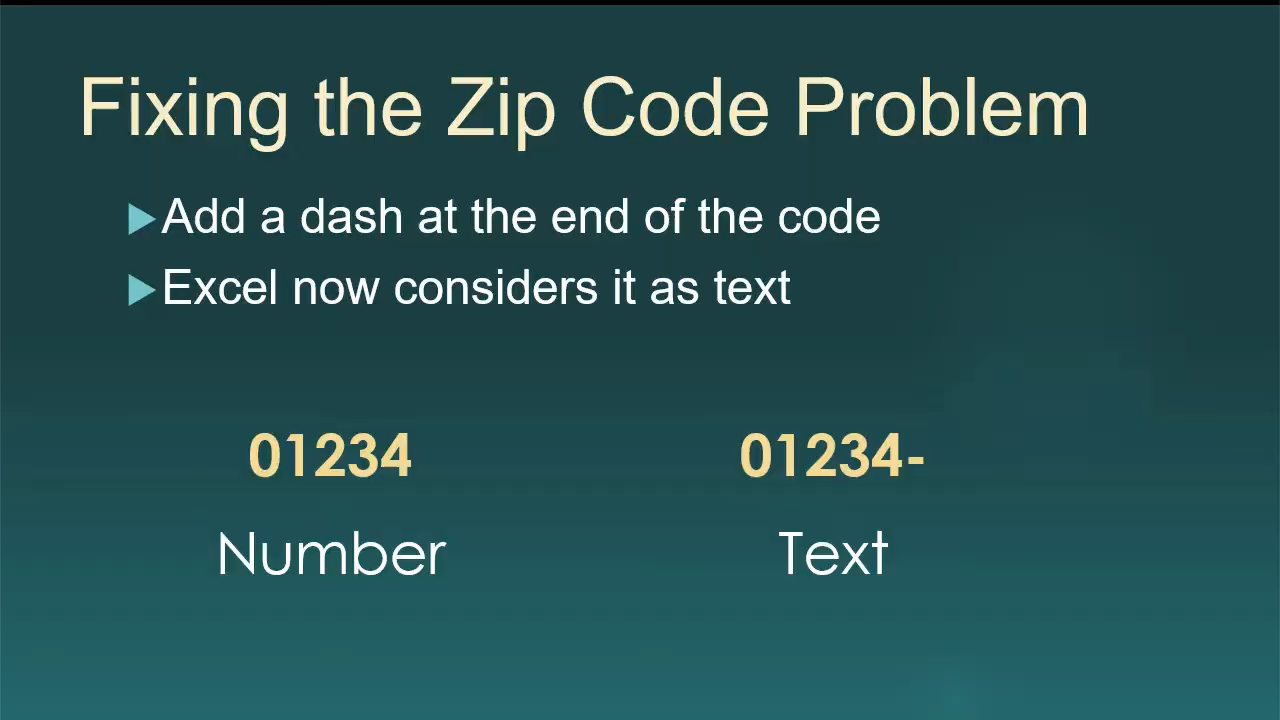 Fixing the Zip Code Problem
Add a dash at the end of the code
Excel now considers it as text
01234 01234-
Number Text